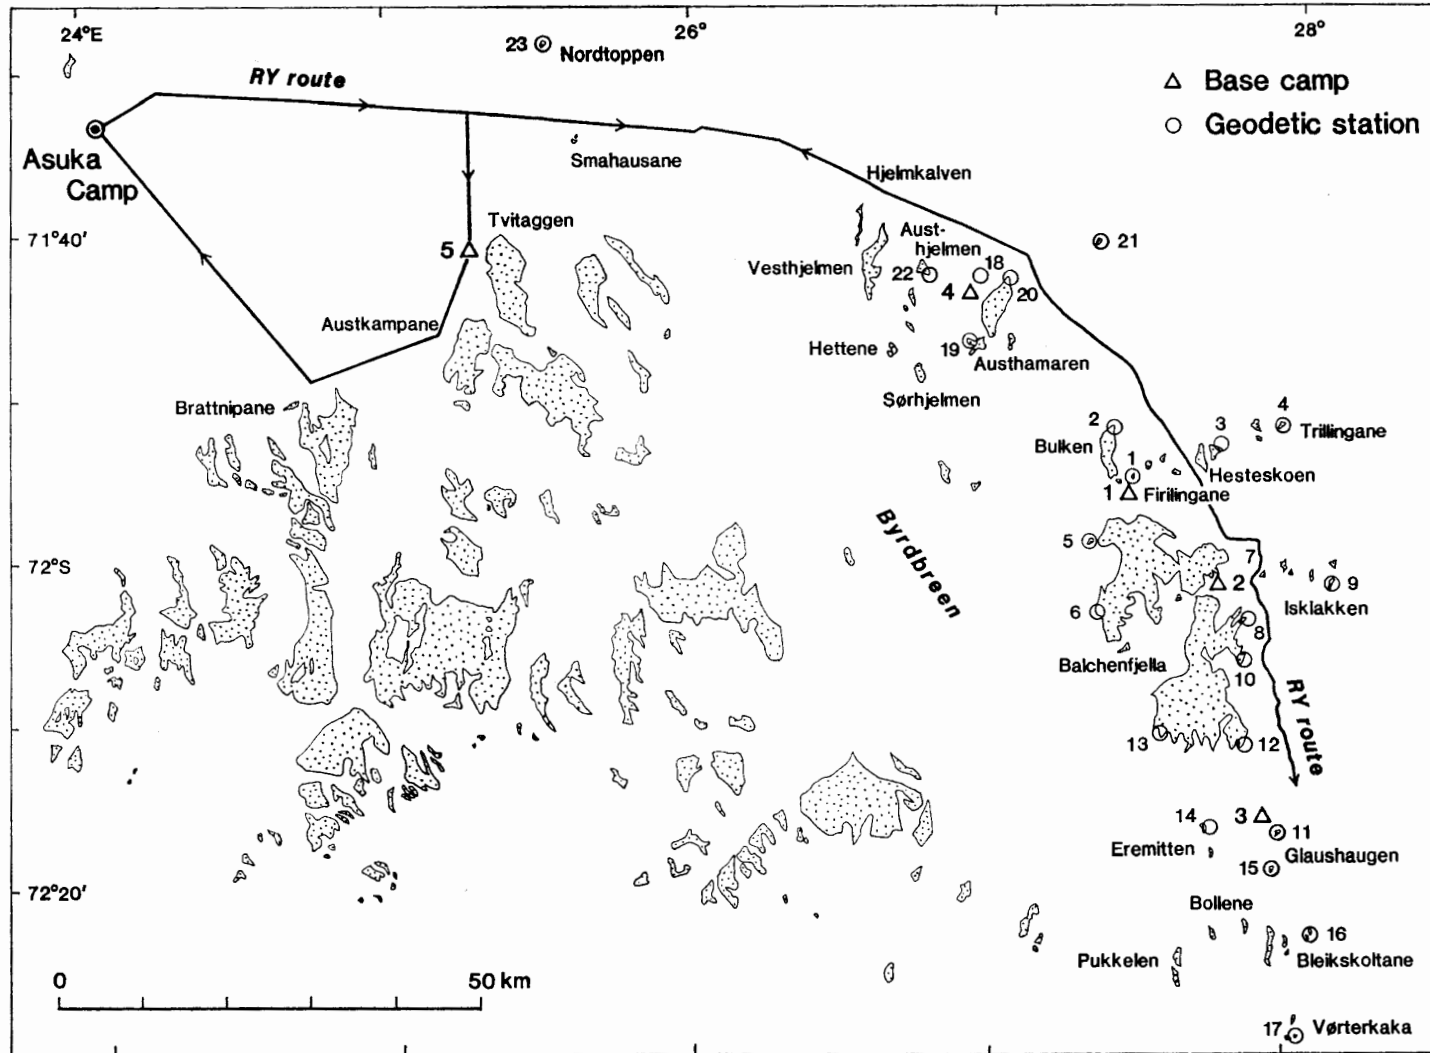 24°E
26°
28°
23
Nordtoppen
RY route
Base camp
Geodetic station
Asuka
Camp
Smahausane
Hjelmkalven
71°40'
Tvitaggen
5
Aust-
hjelmen
21
Vesthjelmen
22
18
4
20
Austkampane
Hettene
19
Austhamaren
Sørhjelmen
Brattnipane
2
3
4
Trillingane
Bulken
1
Hesteskoen
1
Firilingane
Byrdbreen
5
7
72°S
2
9
Isklakken
6
8
Balchenfjella
10
RY route
13
12
14
3
11
Eremitten
Glaushaugen
15
72°20'
Bollene
16
Pukkelen
Bleikskoltane
0
50 km
17
Vørterkaka